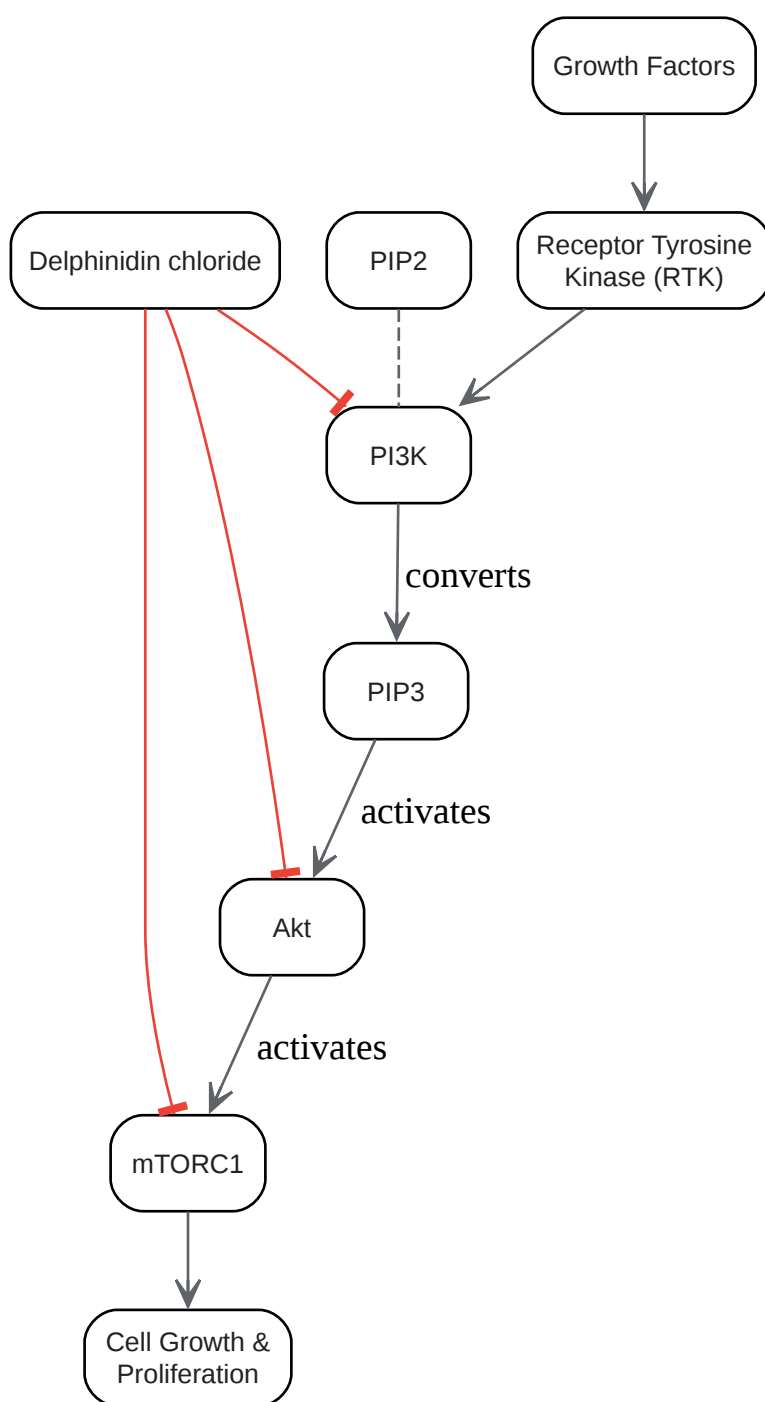 Growth Factors
Delphinidin chloride
PIP2
Receptor Tyrosine
Kinase (RTK)
PI3K
converts
PIP3
activates
Akt
activates
mTORC1
Cell Growth &
Proliferation